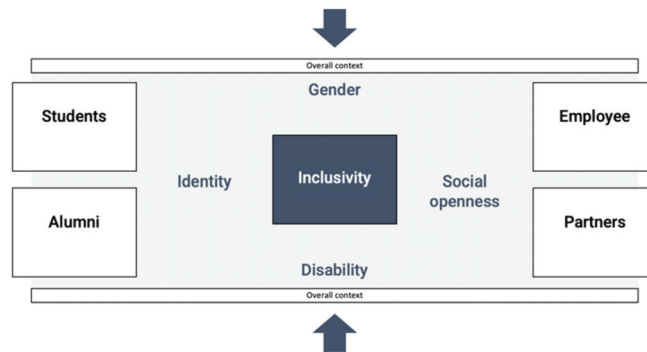 Overall context
Gender
Students
Employee
Identity
Inclusivity
Social
openness
Alumni
Partners
Disability
Overall context